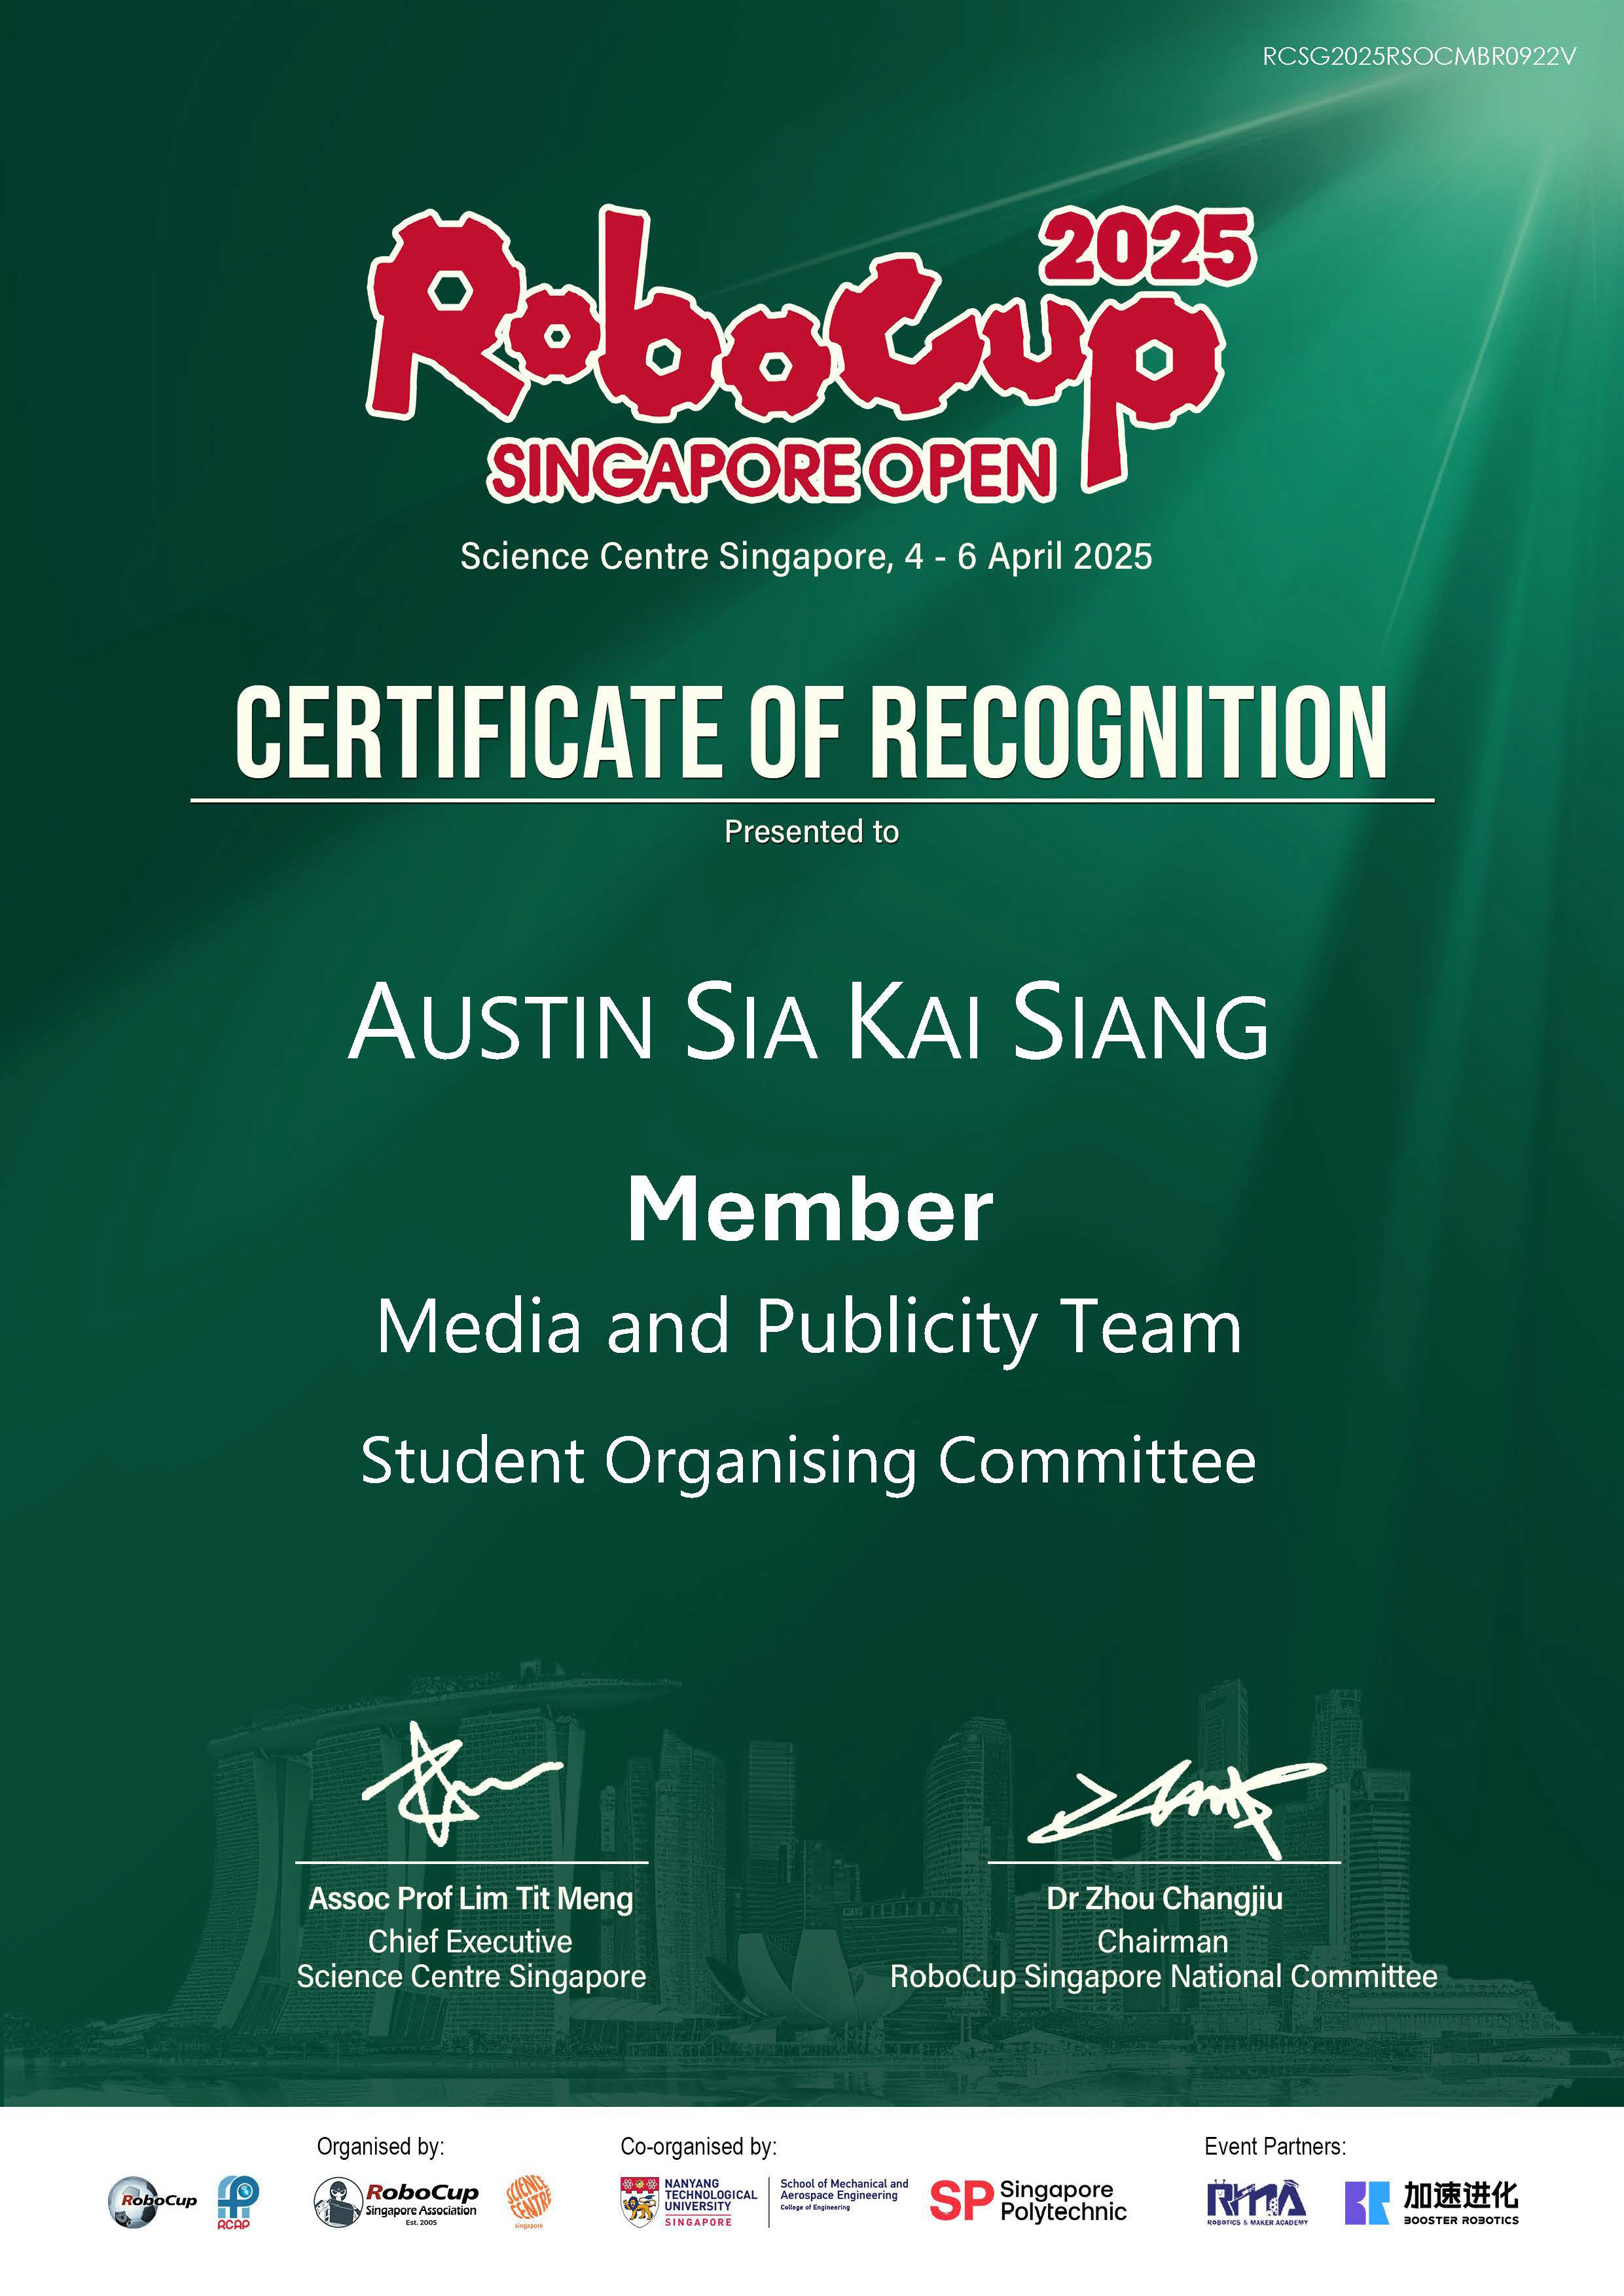 RCSG2025RSOCMBR0922V
2025
RoboCup
SINGAPORE OPEN
Science Centre Singapore, 4 - 6 April 2025
CERTIFICATE OF RECOGNITION
Presented to
AUSTIN SIA KAI SIANG
Member
Media and Publicity Team
Student Organising Committee
Assoc Prof Lim Tit Meng
Chief Executive
Science Centre Singapore
Dr Zhou Changjiu
Chairman
RoboCup Singapore National Committee
Organised by:
RoboCup
RCAP
RoboCup
Singapore Association
Est. 2005
SCIENCE
CENTRE
singapore
Co-organised by:
NANYANG
TECHNOLOGICAL
UNIVERSITY
SINGAPORE
School of Mechanical and
Aerospace Engineering
College of Engineering
SP
Singapore
Polytechnic
Event Partners:
RMA
ROBOTICS & MAKER ACADEMY
加速进化
BOOSTER ROBOTICS